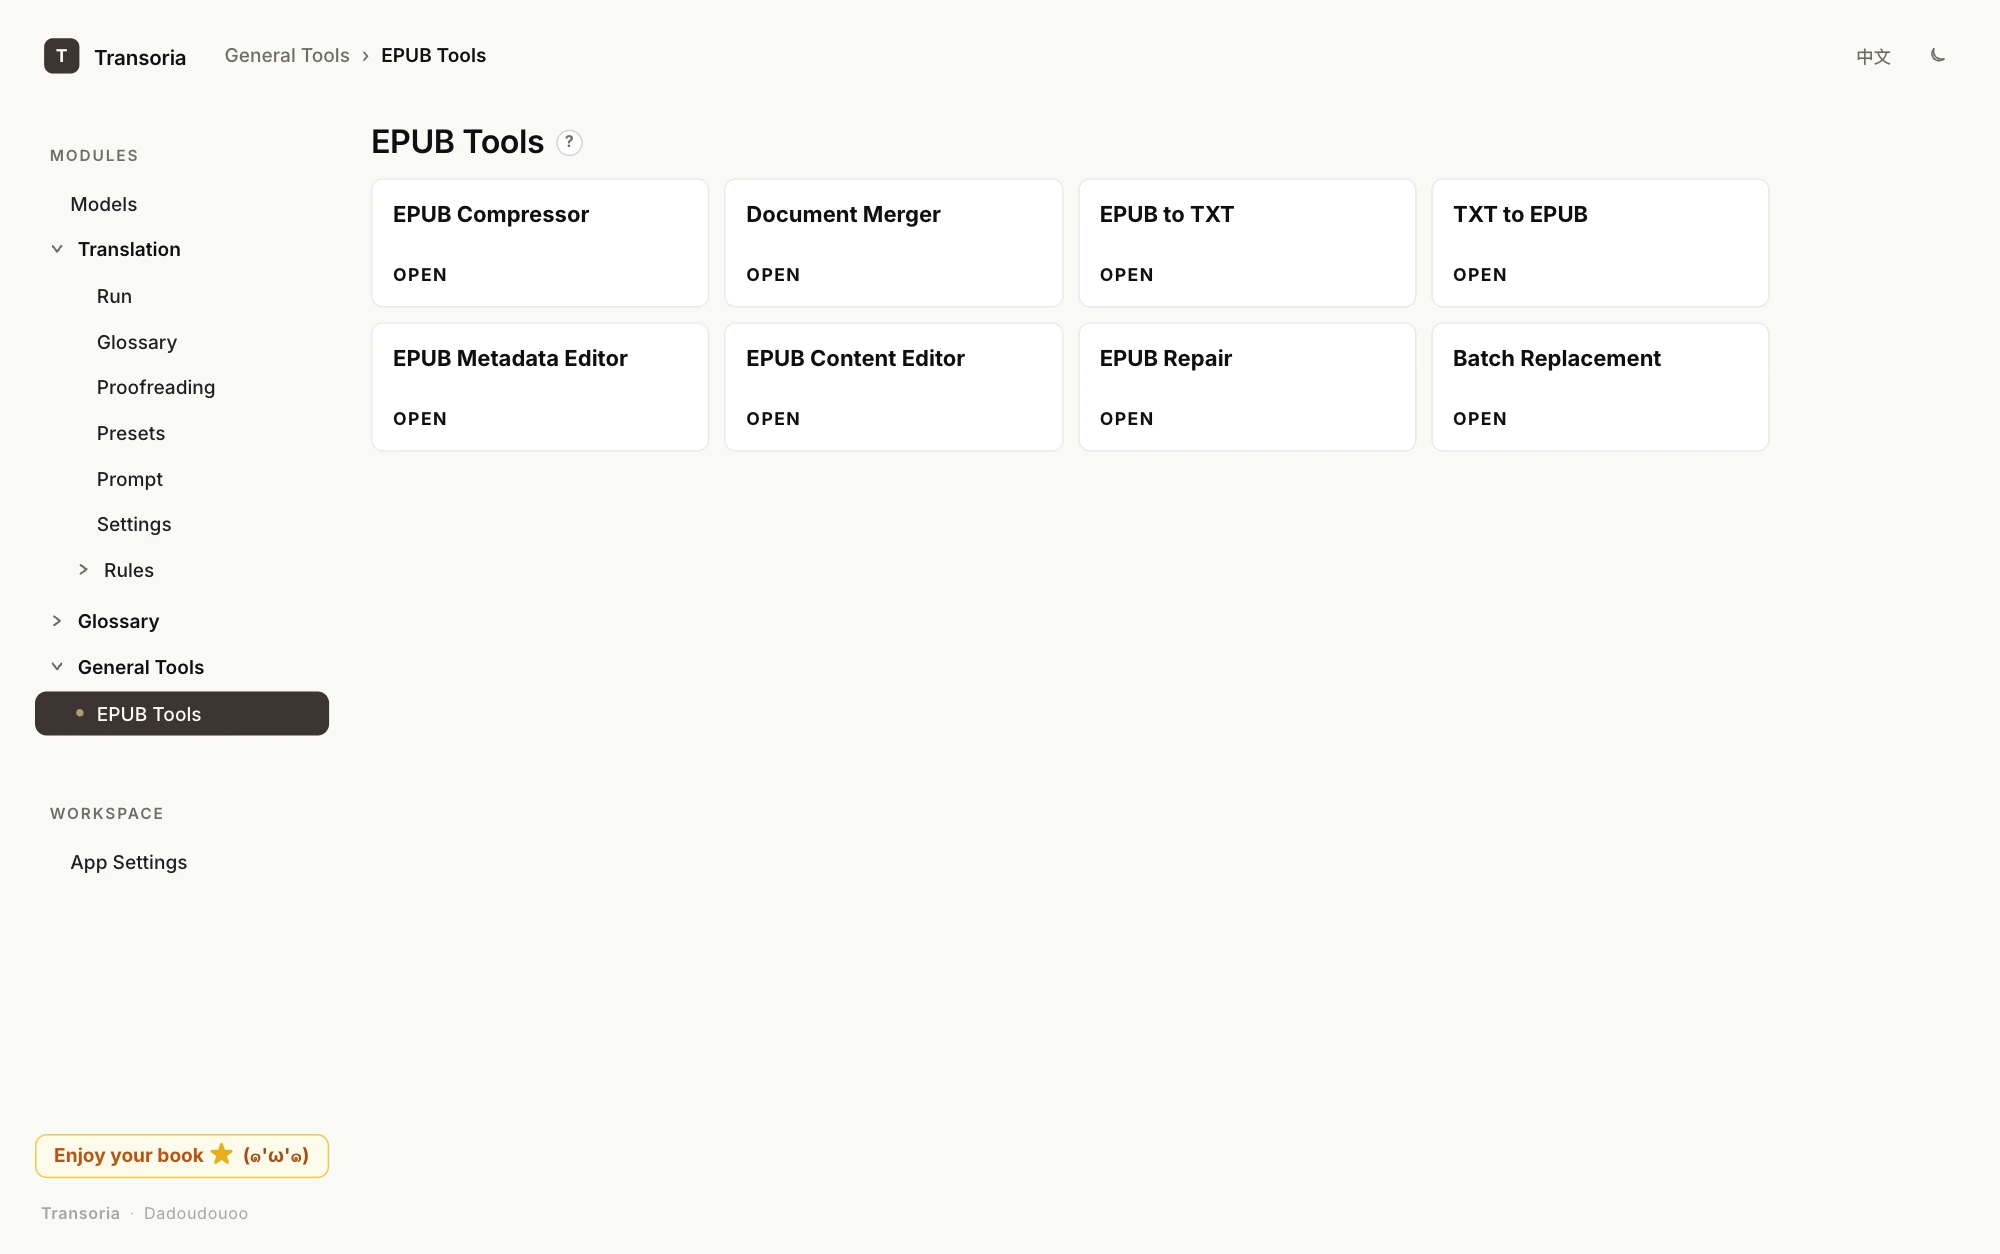 T Transoria General Tools › EPUB Tools 中文
MODULES
Models
Translation
Run
Glossary
Proofreading
Presets
Prompt
Settings
Rules
Glossary
General Tools
EPUB Tools
WORKSPACE
App Settings
Enjoy your book ⭐ (๑'ω'๑)
Transoria · Dadoudouoo
EPUB Tools ?
EPUB Compressor
OPEN
Document Merger
OPEN
EPUB to TXT
OPEN
TXT to EPUB
OPEN
EPUB Metadata Editor
OPEN
EPUB Content Editor
OPEN
EPUB Repair
OPEN
Batch Replacement
OPEN